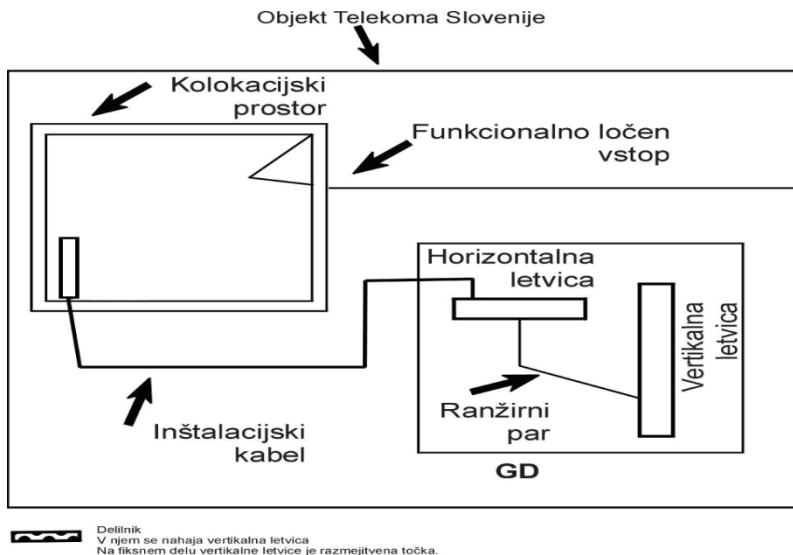 Objekt Telekoma Slovenije
Kolokacijski
prostor
Funkcionalno ločen
vstop
Horizontalna
letvica
Vertikalna
letvica
Ranžirni
par
Inštalacijski
kabel
GD
Delilnik
V njem se nahaja vertikalna letvica
Na fiksnem delu vertikalne letvice je razmejitvena točka.